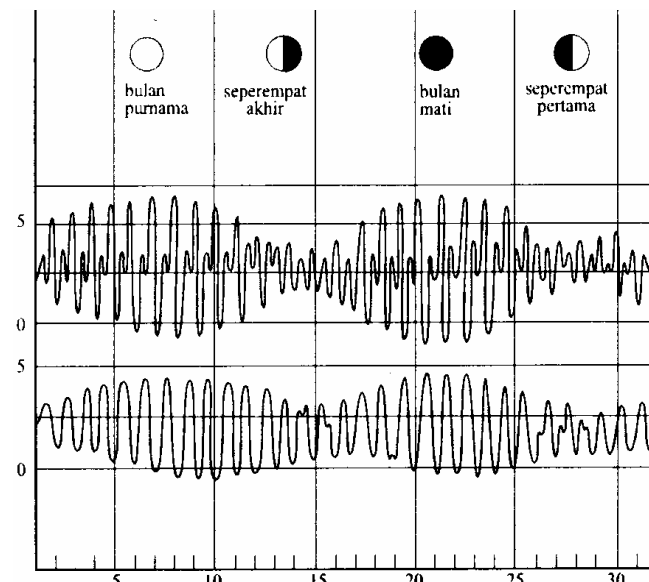 bulan
purnama
seperempat
akhir
bulan
mati
seperempat
pertama
5
0
5
0
5 10 15 20 25 30